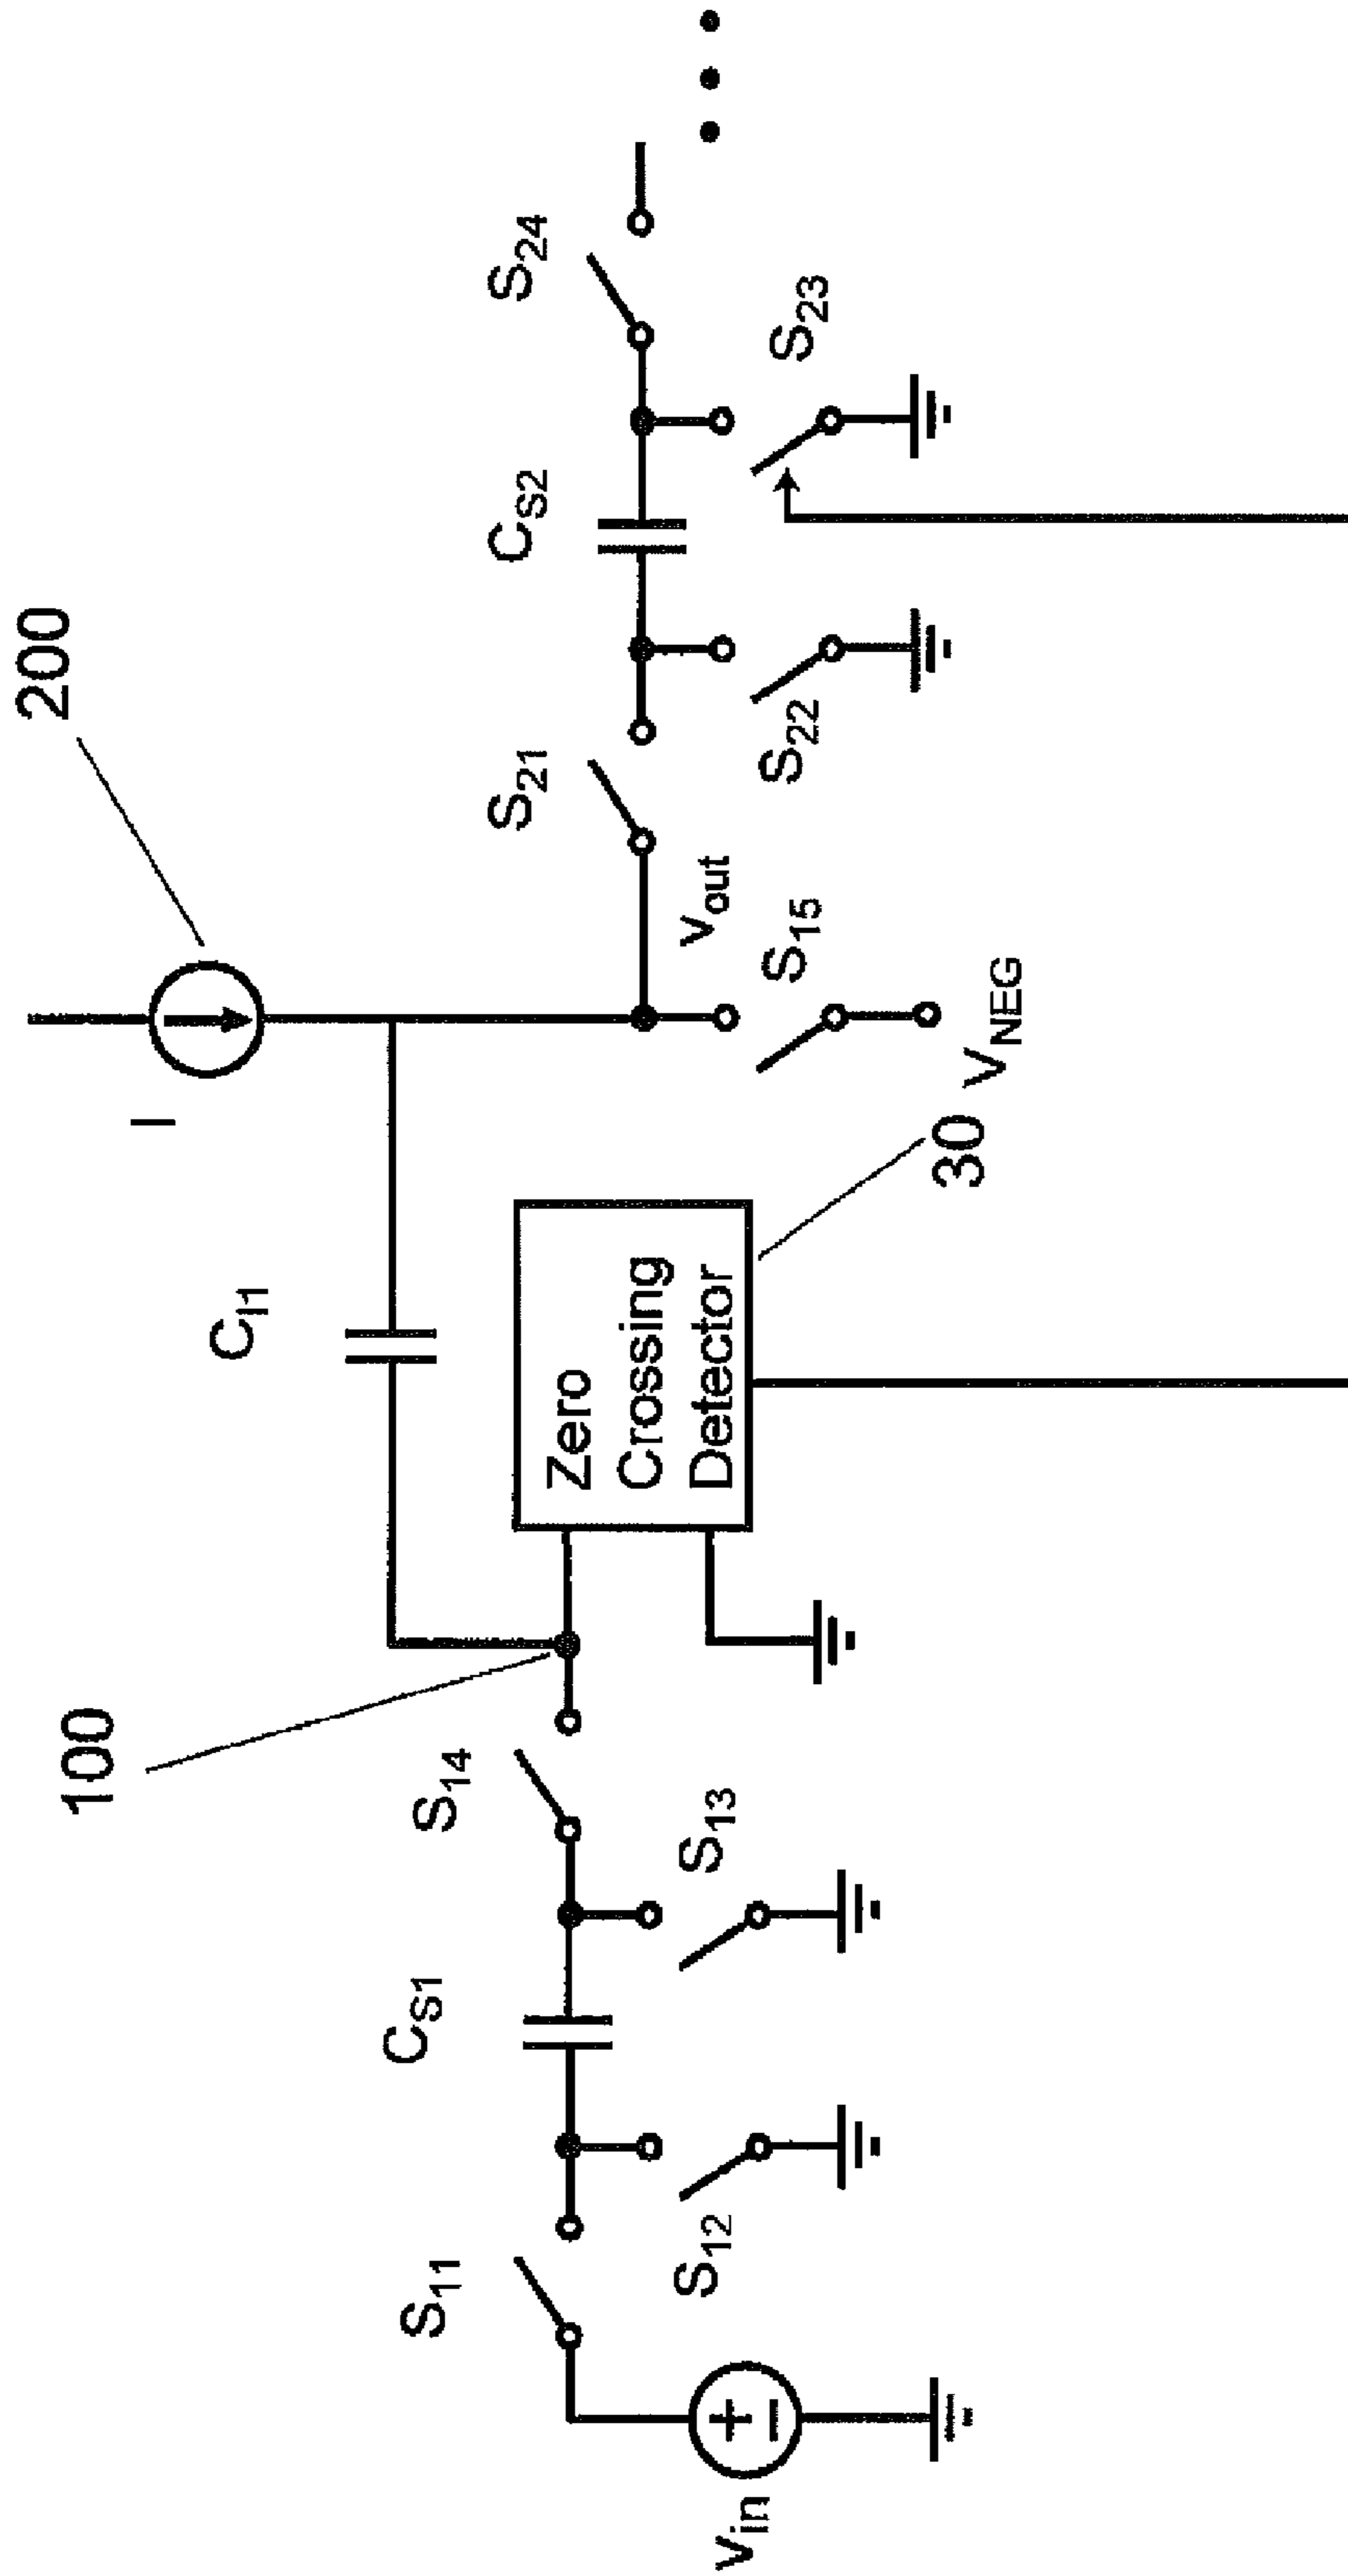 200
I
C_I1
100
S_14
C_S1
S_11
S_13
S_12
v_in
Zero
Crossing
Detector
30
V_NEG
S_15
v_out
S_21
C_S2
S_24
S_22
S_23